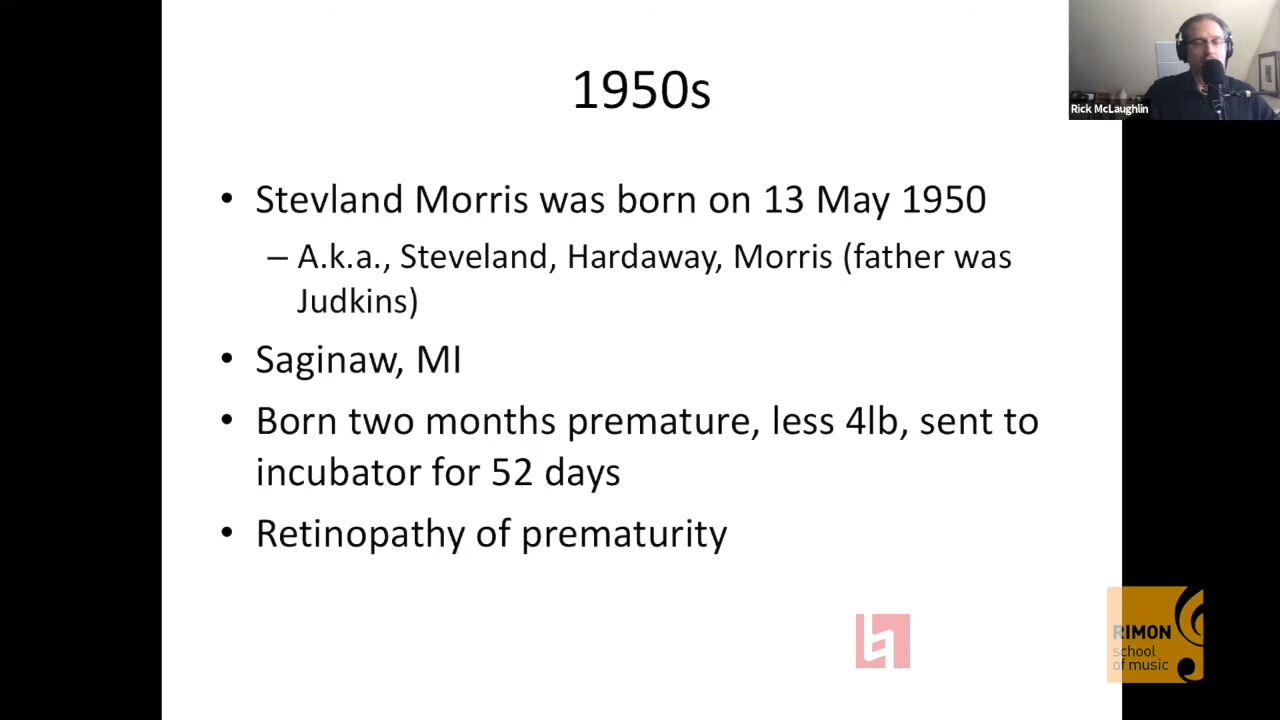 1950s
Rick McLaughlin
• Stevland Morris was born on 13 May 1950
– A.k.a., Steveland, Hardaway, Morris (father was
Judkins)
• Saginaw, MI
• Born two months premature, less 4lb, sent to
incubator for 52 days
• Retinopathy of prematurity
RIMON
school
of music